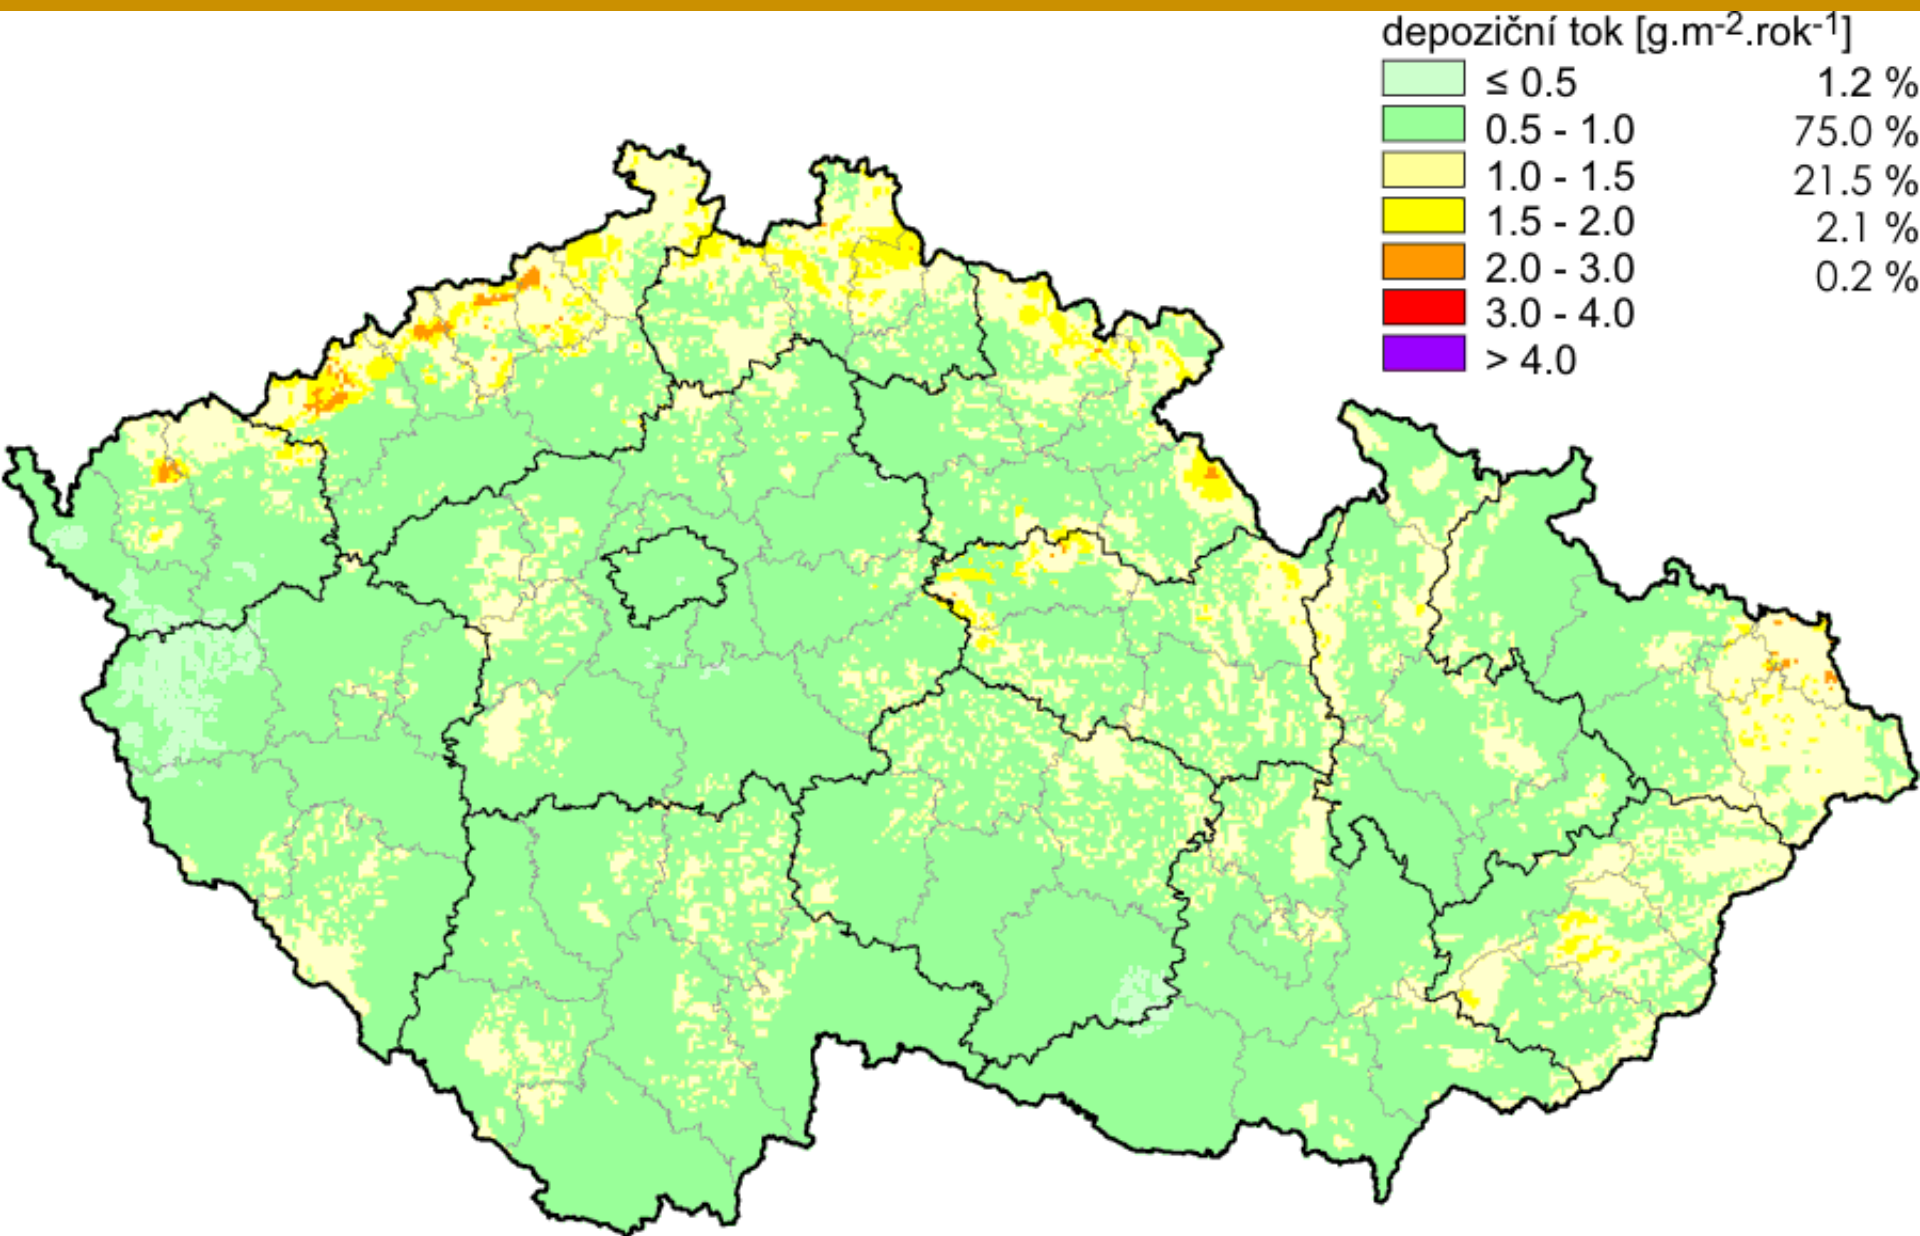 depoziční tok [g.m-2.rok-1]
≤ 0.5 1.2 %
0.5 - 1.0 75.0 %
1.0 - 1.5 21.5 %
1.5 - 2.0 2.1 %
2.0 - 3.0 0.2 %
3.0 - 4.0
> 4.0